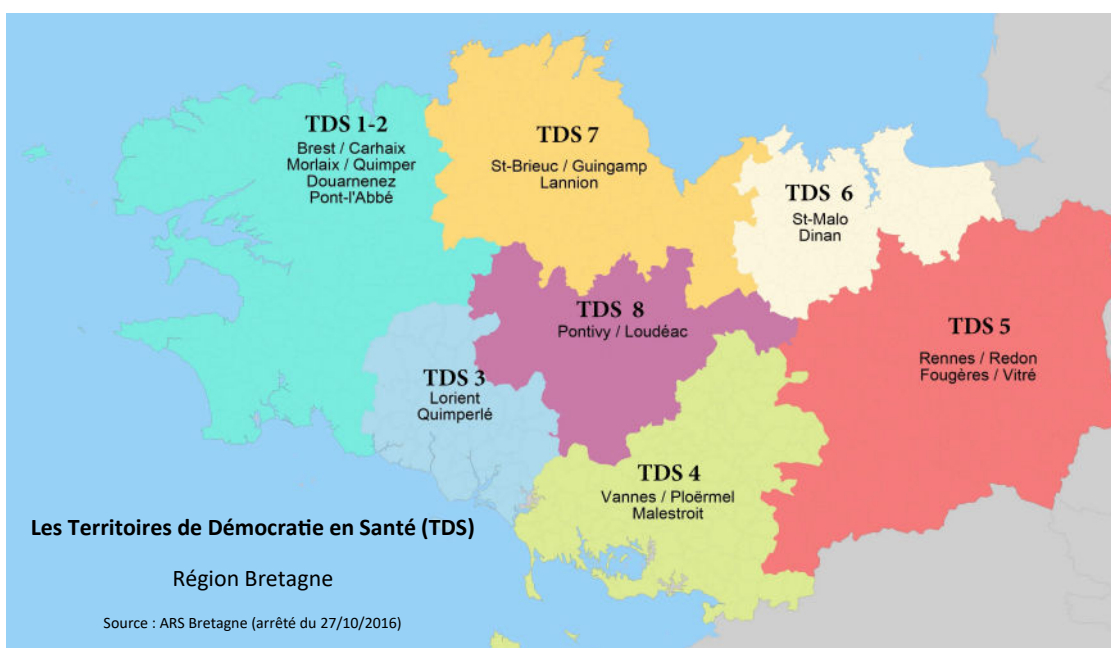 TDS 1-2
Brest / Carhaix
Morlaix / Quimper
Douarnenez
Pont-l'Abbé
TDS 7
St-Brieuc / Guingamp
Lannion
TDS 6
St-Malo
Dinan
TDS 8
Pontivy / Loudéac
TDS 5
Rennes / Redon
Fougères / Vitré
TDS 3
Lorient
Quimperlé
TDS 4
Vannes / Ploërmel
Malestroit
Les Territoires de Démocratie en Santé (TDS)
Région Bretagne
Source : ARS Bretagne (arrêté du 27/10/2016)